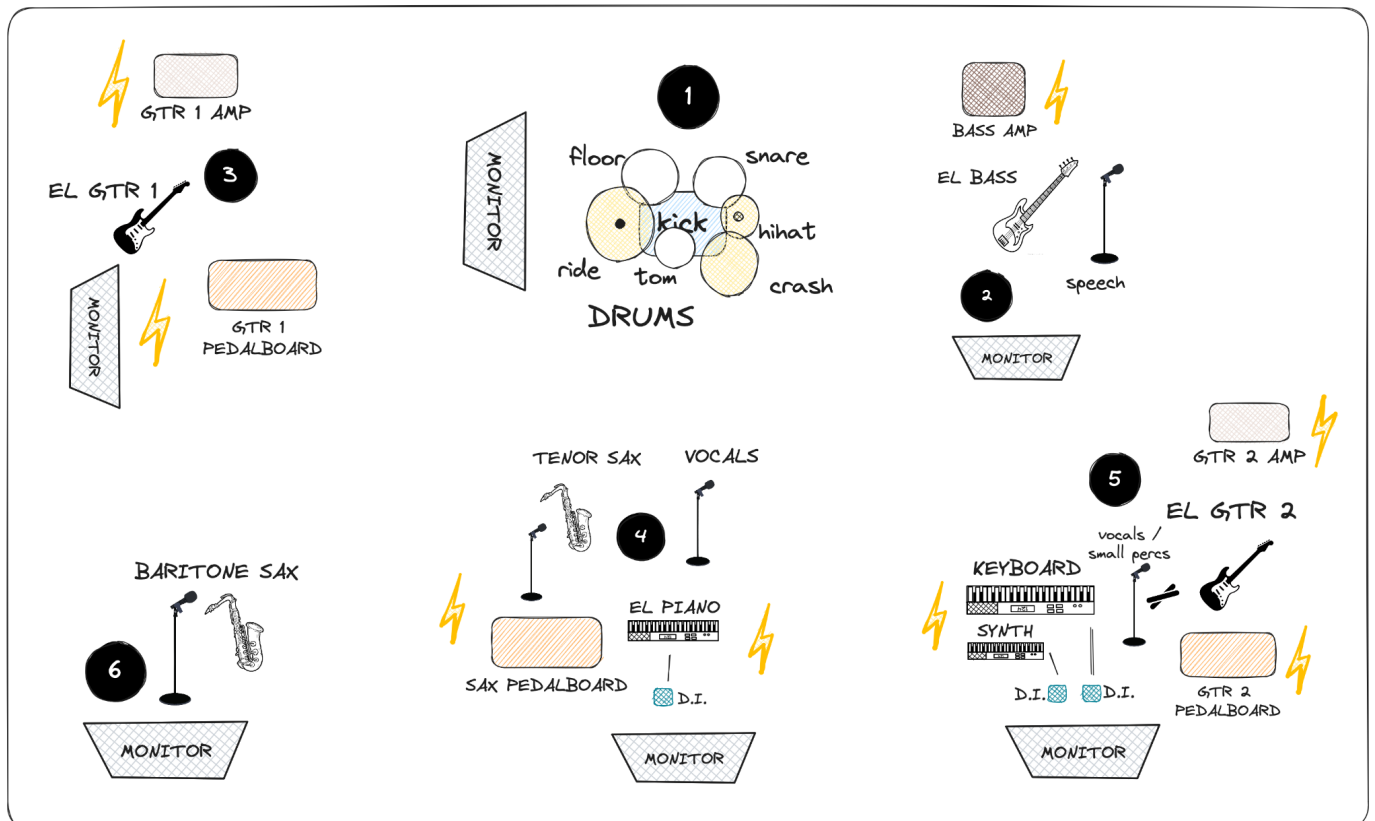 GTR 1 AMP
3
EL GTR 1
MONITOR
GTR 1
PEDALBOARD
1
MONITOR
floor
snare
kick
hihat
ride
tom
crash
DRUMS
BASS AMP
EL BASS
speech
2
MONITOR
GTR 2 AMP
5
EL GTR 2
vocals /
small percs
KEYBOARD
SYNTH
D.I.
D.I.
GTR 2
PEDALBOARD
MONITOR
TENOR SAX
VOCALS
4
EL PIANO
SAX PEDALBOARD
D.I.
MONITOR
BARITONE SAX
6
MONITOR